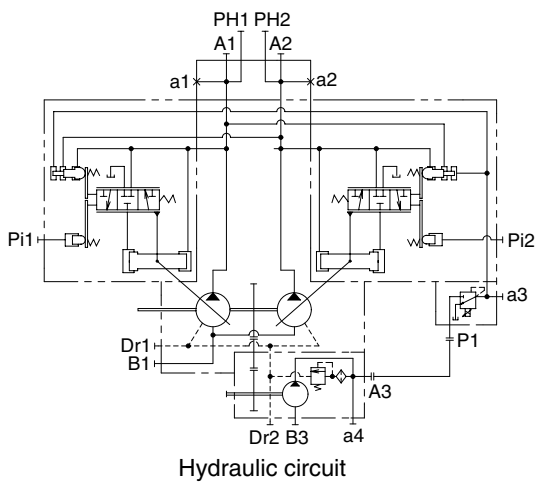 PH1 PH2
A1 A2
a1 a2
Pi1 Pi2
a3
P1
Dr1
B1
A3
Dr2 B3 a4
Hydraulic circuit